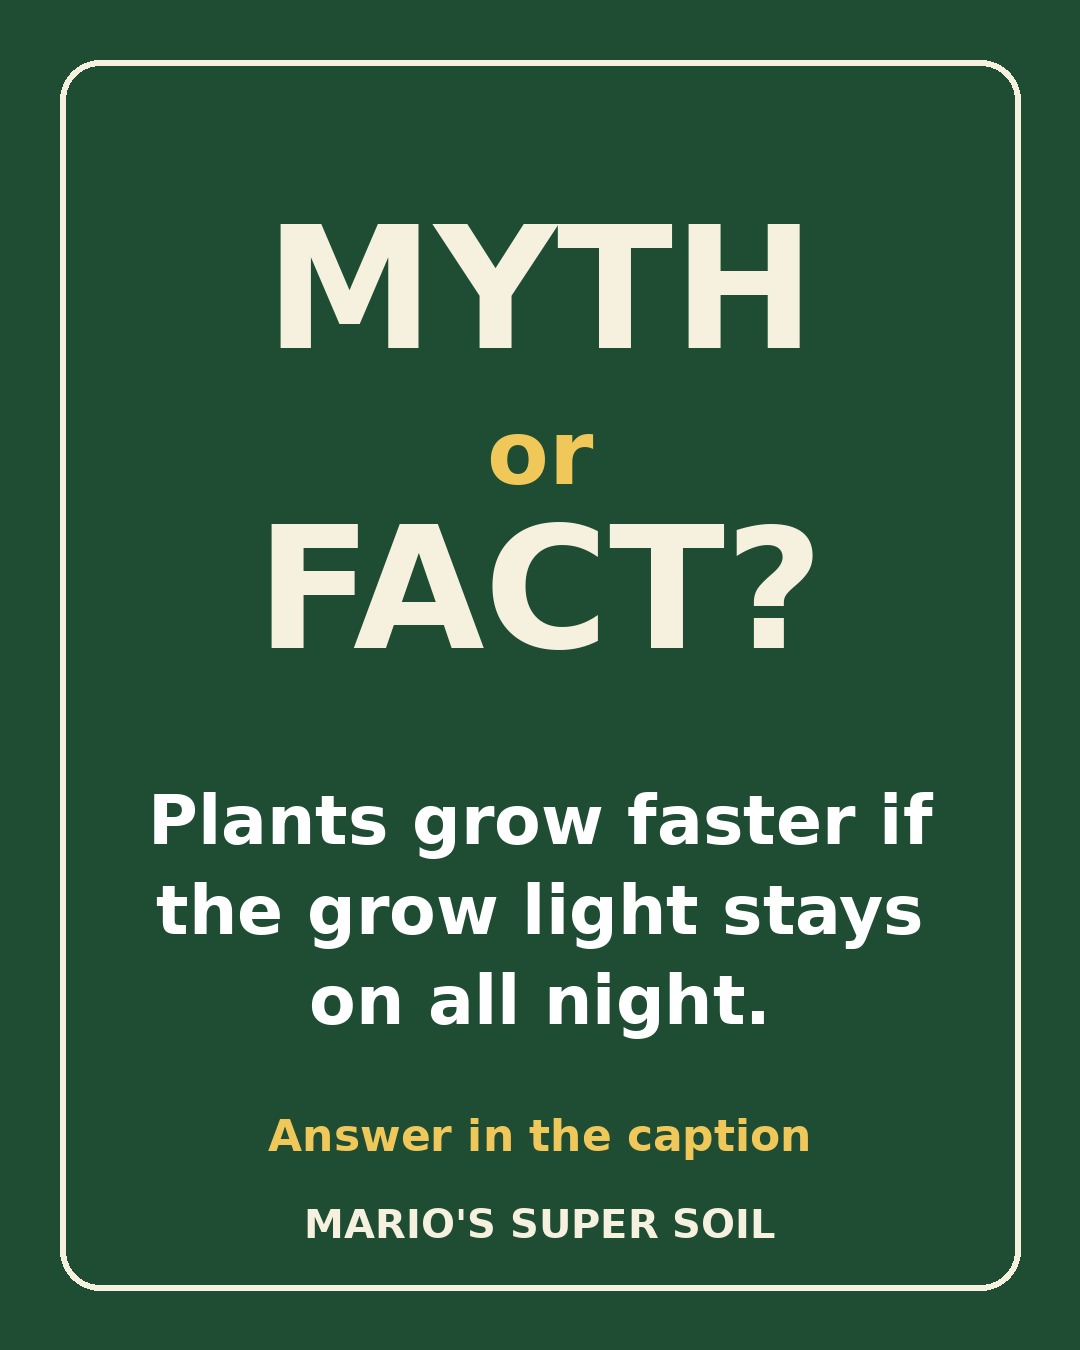 MYTH
or
FACT?
Plants grow faster if
the grow light stays
on all night.
Answer in the caption
MARIO'S SUPER SOIL